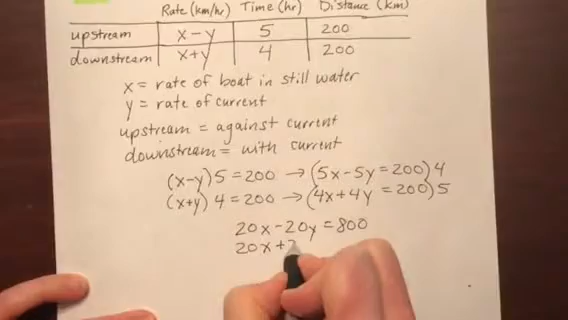 Rate (km/hr) Time (hr) Distance (km)
upstream x-y 5 200
downstream x+y 4 200
x = rate of boat in still water
y = rate of current
upstream = against current
downstream = with current
(x-y)5=200 → (5x-5y=200)4
(x+y)4=200 → (4x+4y=200)5
20x-20y=800
20x+